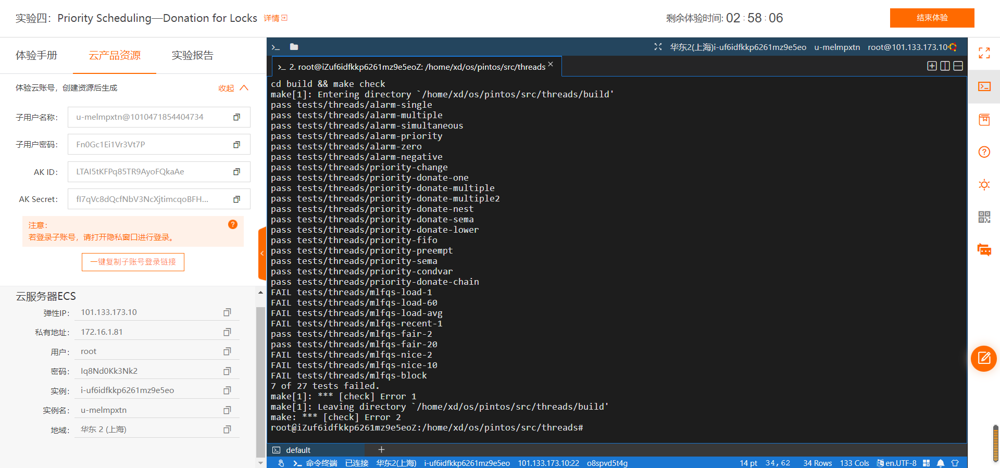 实验四：Priority Scheduling—Donation for Locks 详情
剩余体验时间: 02 : 58 : 06
结束体验
体验手册 云产品资源 实验报告
体验云账号，创建资源后生成 收起
子用户名称： u-melmpxtn@1010471854404734
子用户密码： Fn0Gc1Ei1Vr3Vt7P
AK ID： LTAI5tKFPq85TR9AyoFQkaAe
AK Secret： fI7qVc8dQcfNbV3NcXjtimcqoBFH...
注意：
若登录子账号，请打开隐私窗口进行登录。
一键复制子账号登录链接
云服务器ECS
弹性IP： 101.133.173.10
私有地址： 172.16.1.81
用户： root
密码： Iq8Nd0Kk3Nk2
实例： i-uf6idfkkp6261mz9e5eo
实例名： u-melmpxtn
地域： 华东 2 (上海)
华东2(上海)i-uf6idfkkp6261mz9e5eo u-melmpxtn root@101.133.173.10
2. root@iZuf6idfkkp6261mz9e5eoZ: /home/xd/os/pintos/src/threads
cd build && make check
make[1]: Entering directory `/home/xd/os/pintos/src/threads/build'
pass tests/threads/alarm-single
pass tests/threads/alarm-multiple
pass tests/threads/alarm-simultaneous
pass tests/threads/alarm-priority
pass tests/threads/alarm-zero
pass tests/threads/alarm-negative
pass tests/threads/priority-change
pass tests/threads/priority-donate-one
pass tests/threads/priority-donate-multiple
pass tests/threads/priority-donate-multiple2
pass tests/threads/priority-donate-nest
pass tests/threads/priority-donate-sema
pass tests/threads/priority-donate-lower
pass tests/threads/priority-fifo
pass tests/threads/priority-preempt
pass tests/threads/priority-sema
pass tests/threads/priority-condvar
pass tests/threads/priority-donate-chain
FAIL tests/threads/mlfqs-load-1
FAIL tests/threads/mlfqs-load-60
FAIL tests/threads/mlfqs-load-avg
FAIL tests/threads/mlfqs-recent-1
pass tests/threads/mlfqs-fair-2
pass tests/threads/mlfqs-fair-20
FAIL tests/threads/mlfqs-nice-2
FAIL tests/threads/mlfqs-nice-10
FAIL tests/threads/mlfqs-block
7 of 27 tests failed.
make[1]: *** [check] Error 1
make[1]: Leaving directory `/home/xd/os/pintos/src/threads/build'
make: *** [check] Error 2
root@iZuf6idfkkp6261mz9e5eoZ:/home/xd/os/pintos/src/threads#
default
命令终端 已连接 华东2(上海) i-uf6idfkkp6261mz9e5eo 101.133.173.10:22 o8spvd5t4g 14 pt 34,62 34 Rows 133 Cols en.UTF-8